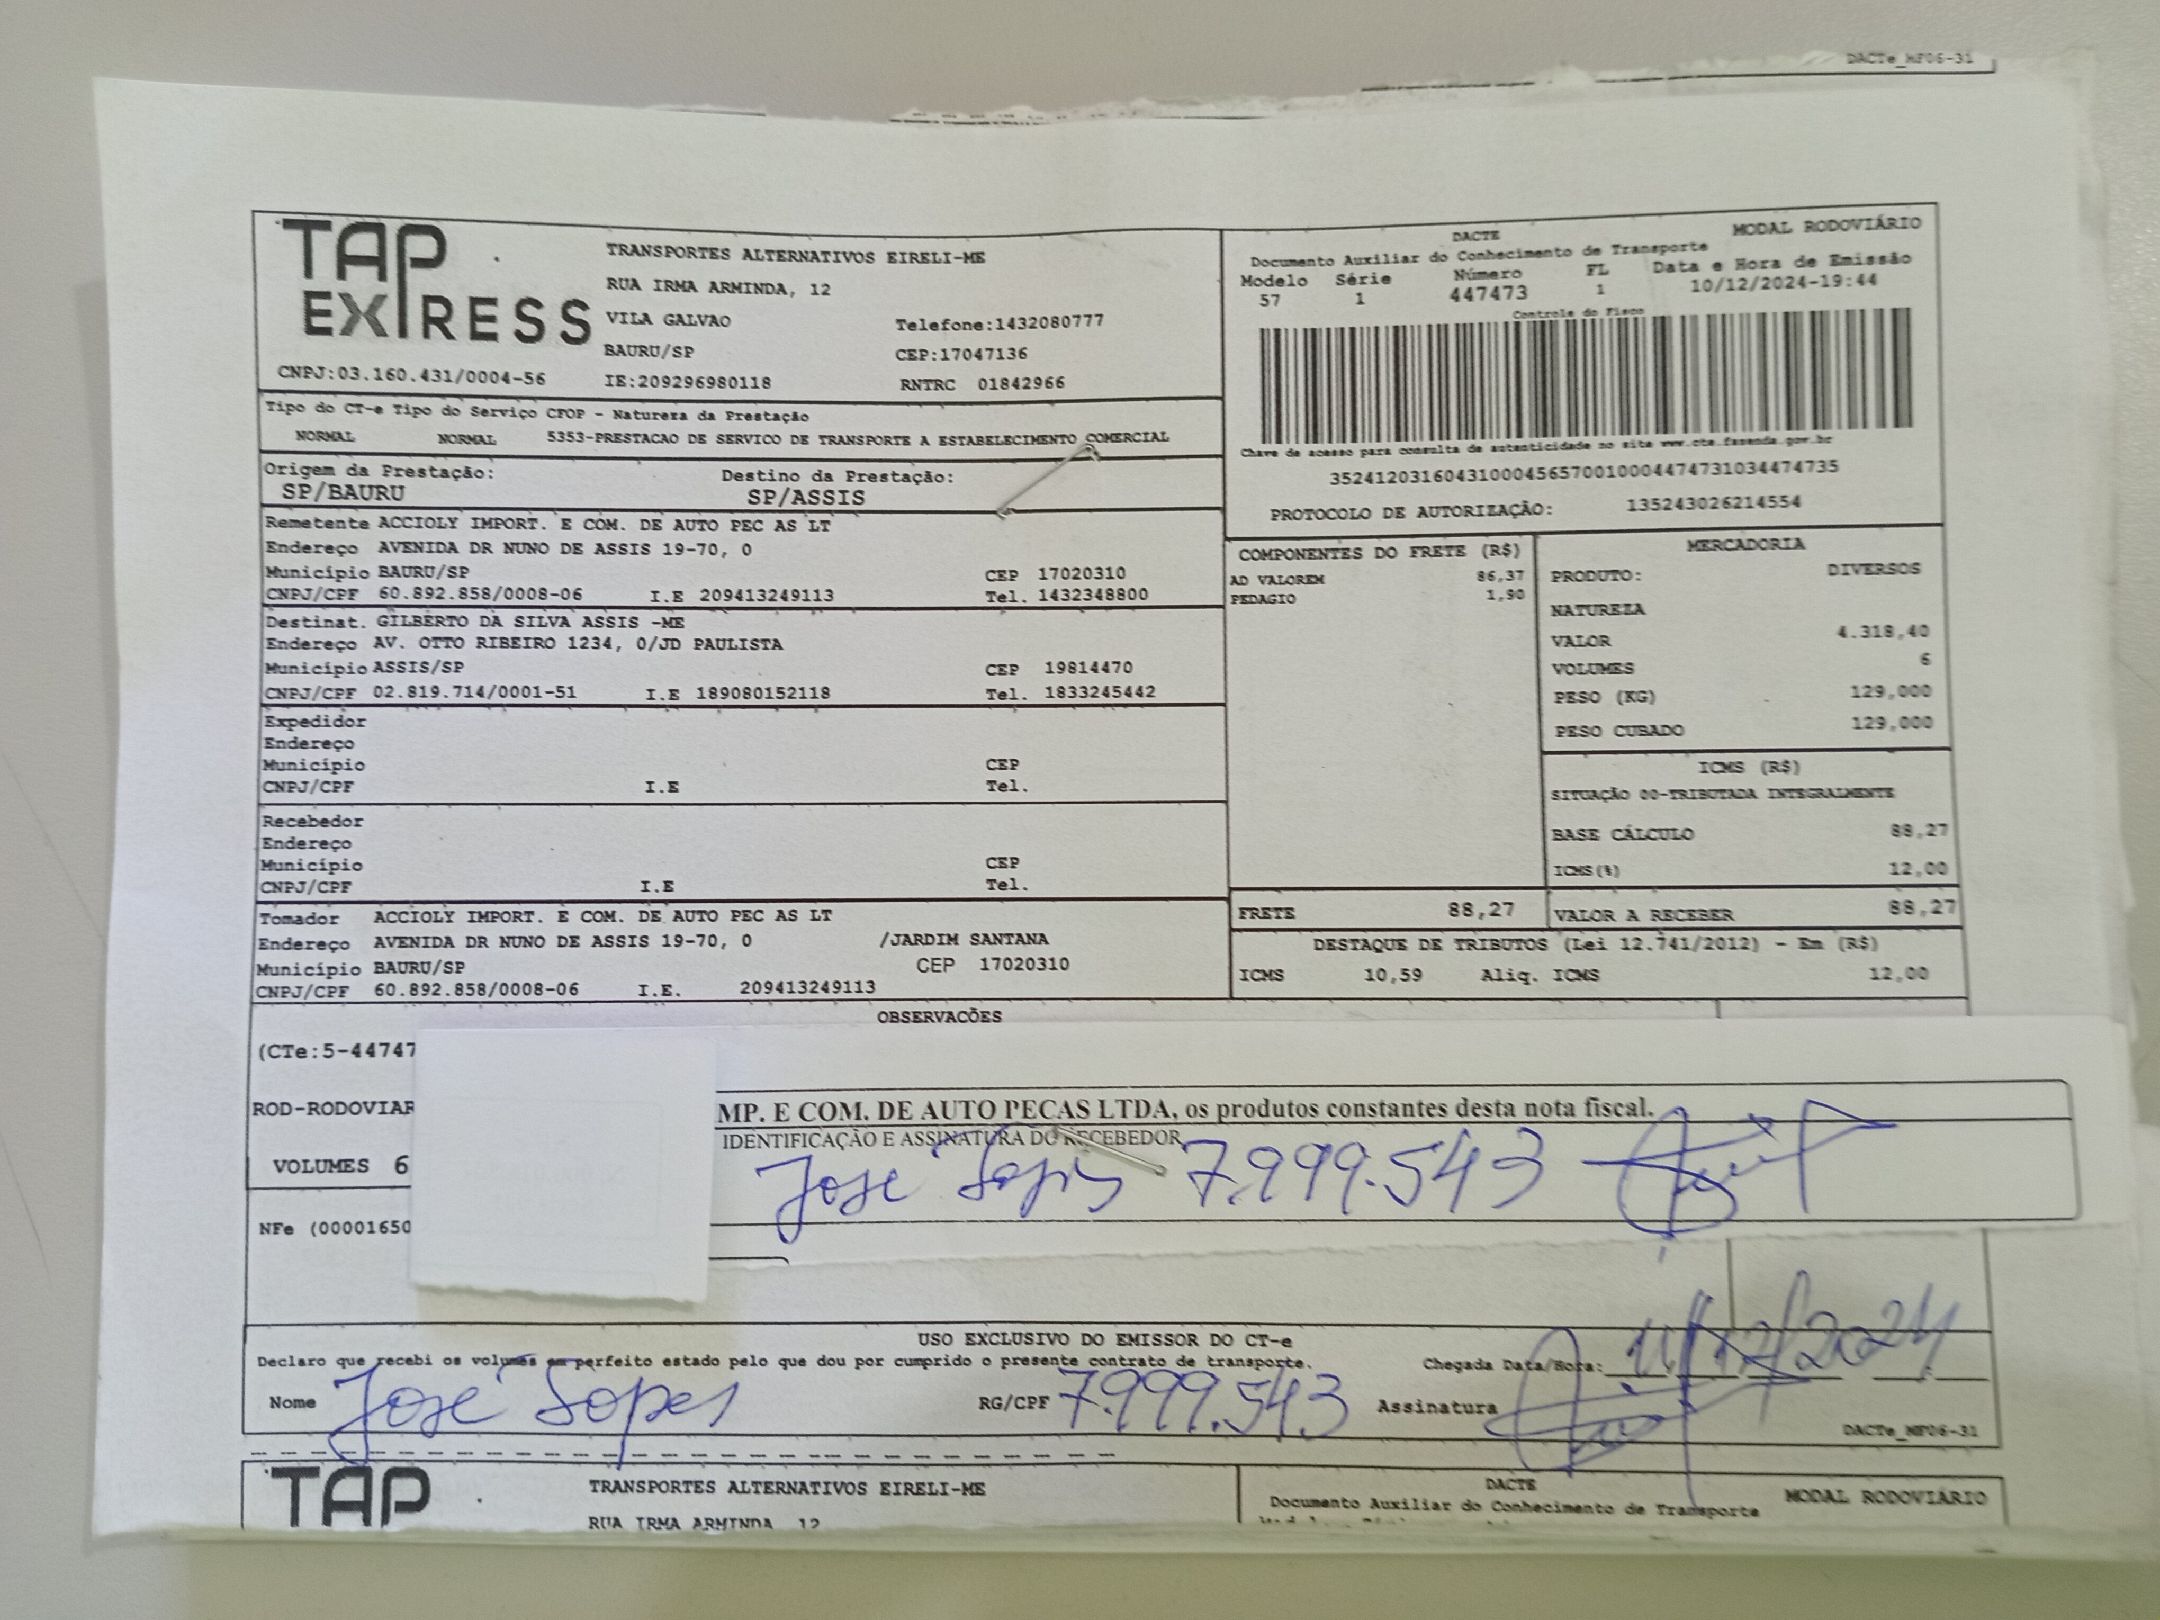 DACTe_MF06-31
TAP EXPRESS
TRANSPORTES ALTERNATIVOS EIRELI-ME
RUA IRMA ARMINDA, 12
VILA GALVAO Telefone:1432080777
BAURU/SP CEP:17047136
CNPJ:03.160.431/0004-56 IE:209296980118 RNTRC 01842966
DACTE MODAL RODOVIÁRIO
Documento Auxiliar do Conhecimento de Transporte
Modelo Série Número FL Data e Hora de Emissão
57 1 447473 1 10/12/2024-19:44
Controle do Fisco
Chave de acesso para consulta de autenticidade no site www.cte.fazenda.gov.br
35241203160431000456570010004474731034474735
PROTOCOLO DE AUTORIZAÇÃO: 135243026214554
Tipo do CT-e Tipo do Serviço CFOP - Natureza da Prestação
NORMAL NORMAL 5353-PRESTACAO DE SERVICO DE TRANSPORTE A ESTABELECIMENTO COMERCIAL
Origem da Prestação: Destino da Prestação:
SP/BAURU SP/ASSIS
Remetente ACCIOLY IMPORT. E COM. DE AUTO PEC AS LT
Endereço AVENIDA DR NUNO DE ASSIS 19-70, 0
Município BAURU/SP CEP 17020310
CNPJ/CPF 60.892.858/0008-06 I.E 209413249113 Tel. 1432348800
Destinat. GILBERTO DA SILVA ASSIS -ME
Endereço AV. OTTO RIBEIRO 1234, 0/JD PAULISTA
Município ASSIS/SP CEP 19814470
CNPJ/CPF 02.819.714/0001-51 I.E 189080152118 Tel. 1833245442
Expedidor
Endereço
Município CEP
CNPJ/CPF I.E Tel.
Recebedor
Endereço
Município CEP
CNPJ/CPF I.E Tel.
Tomador ACCIOLY IMPORT. E COM. DE AUTO PEC AS LT
Endereço AVENIDA DR NUNO DE ASSIS 19-70, 0 /JARDIM SANTANA
Município BAURU/SP CEP 17020310
CNPJ/CPF 60.892.858/0008-06 I.E. 209413249113
COMPONENTES DO FRETE (R$)
AD VALOREM 86,37
PEDAGIO 1,90
MERCADORIA
PRODUTO: DIVERSOS
NATUREZA
VALOR 4.318,40
VOLUMES 6
PESO (KG) 129,000
PESO CUBADO 129,000
ICMS (R$)
SITUAÇÃO 00-TRIBUTADA INTEGRALMENTE
BASE CÁLCULO 88,27
ICMS(%) 12,00
FRETE 88,27 VALOR A RECEBER 88,27
DESTAQUE DE TRIBUTOS (Lei 12.741/2012) - Em (R$)
ICMS 10,59 Aliq. ICMS 12,00
OBSERVACÕES
(CTe:5-44747
ROD-RODOVIAR
VOLUMES 6
NFe (00001650
MP. E COM. DE AUTO PECAS LTDA, os produtos constantes desta nota fiscal.
IDENTIFICAÇÃO E ASSINATURA DO RECEBEDOR
José Lopes 7.999.543
USO EXCLUSIVO DO EMISSOR DO CT-e
Declaro que recebi os volumes em perfeito estado pelo que dou por cumprido o presente contrato de transporte. Chegada Data/Hora: 11/12/2024
Nome José Lopes RG/CPF 7.999.543 Assinatura
DACTe_MF06-31
TAP
TRANSPORTES ALTERNATIVOS EIRELI-ME
RUA IRMA ARMINDA, 12
DACTE MODAL RODOVIÁRIO
Documento Auxiliar do Conhecimento de Transporte